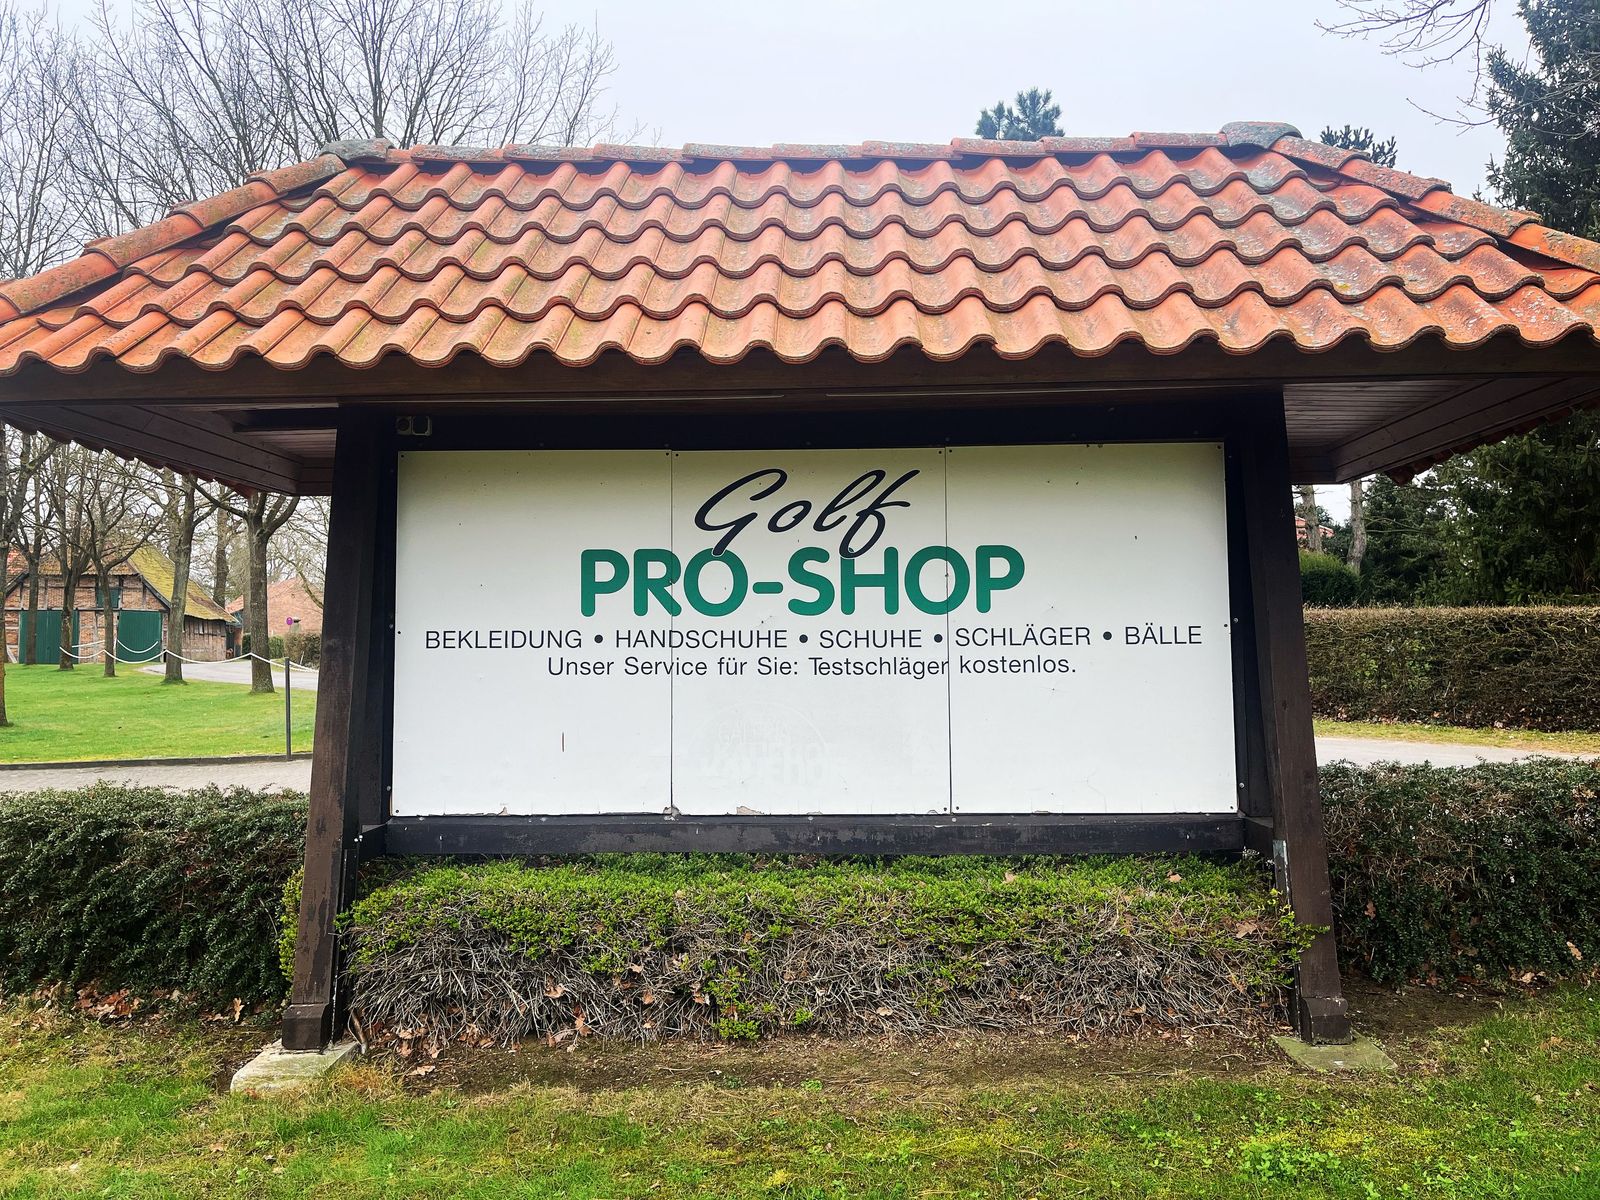 Golf
PRO-SHOP
BEKLEIDUNG • HANDSCHUHE • SCHUHE • SCHLÄGER • BÄLLE
Unser Service für Sie: Testschläger kostenlos.